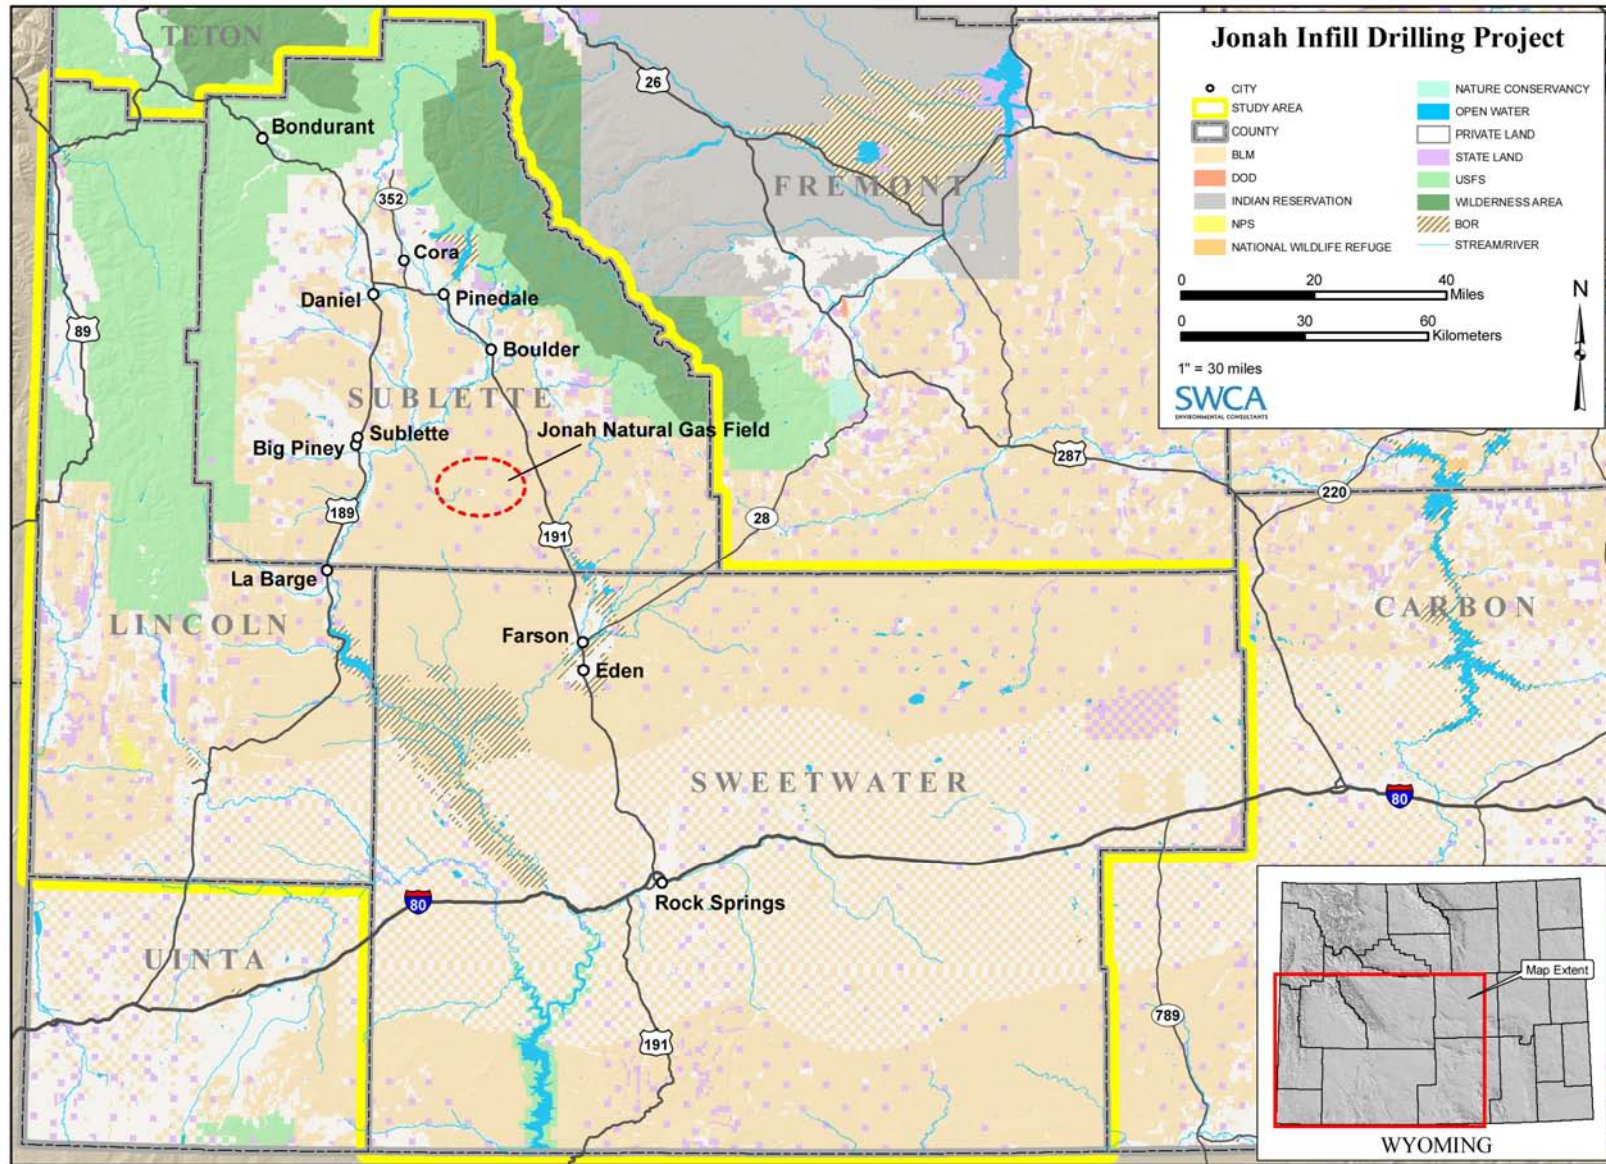 Jonah Infill Drilling Project
CITY
STUDY AREA
COUNTY
BLM
DOD
INDIAN RESERVATION
NPS
NATIONAL WILDLIFE REFUGE
NATURE CONSERVANCY
OPEN WATER
PRIVATE LAND
STATE LAND
USFS
WILDERNESS AREA
BOR
STREAM/RIVER
0 20 40
Miles
0 30 60
Kilometers
1" = 30 miles
N
SWCA
ENVIRONMENTAL CONSULTANTS
TETON
26
Bondurant
FREMONT
352
Cora
Daniel
Pinedale
89
Boulder
SUBLETTE
Sublette
Jonah Natural Gas Field
Big Piney
287
220
189
28
191
La Barge
CARBON
LINCOLN
Farson
Eden
SWEETWATER
80
80
Rock Springs
UINTA
789
191
Map Extent
WYOMING